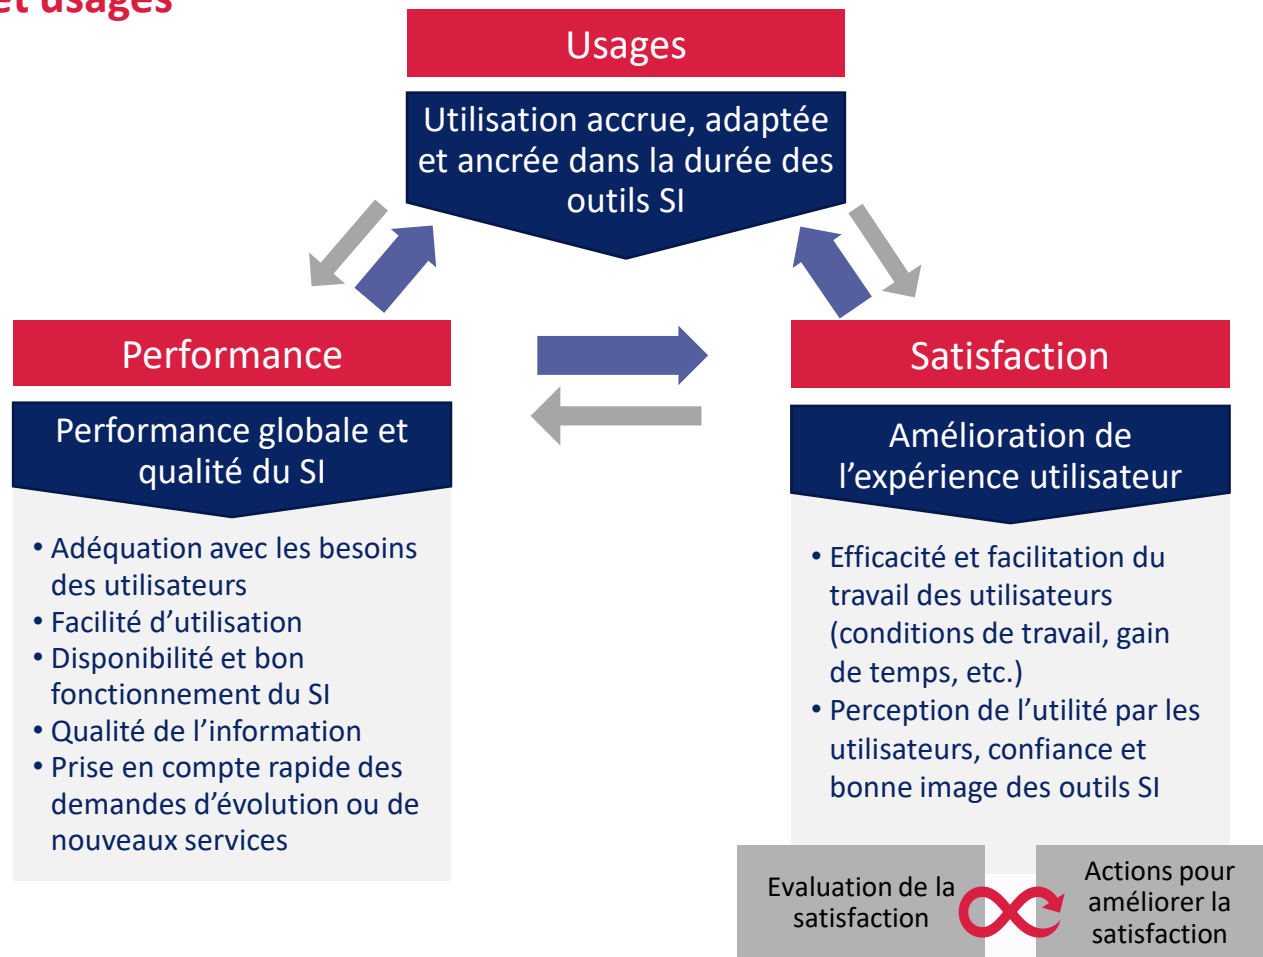 et usages
Usages
Utilisation accrue, adaptée
et ancrée dans la durée des
outils SI
Performance
Performance globale et
qualité du SI
• Adéquation avec les besoins
des utilisateurs
• Facilité d’utilisation
• Disponibilité et bon
fonctionnement du SI
• Qualité de l’information
• Prise en compte rapide des
demandes d’évolution ou de
nouveaux services
Satisfaction
Amélioration de
l’expérience utilisateur
• Efficacité et facilitation du
travail des utilisateurs
(conditions de travail, gain
de temps, etc.)
• Perception de l’utilité par les
utilisateurs, confiance et
bonne image des outils SI
Evaluation de la
satisfaction
Actions pour
améliorer la
satisfaction